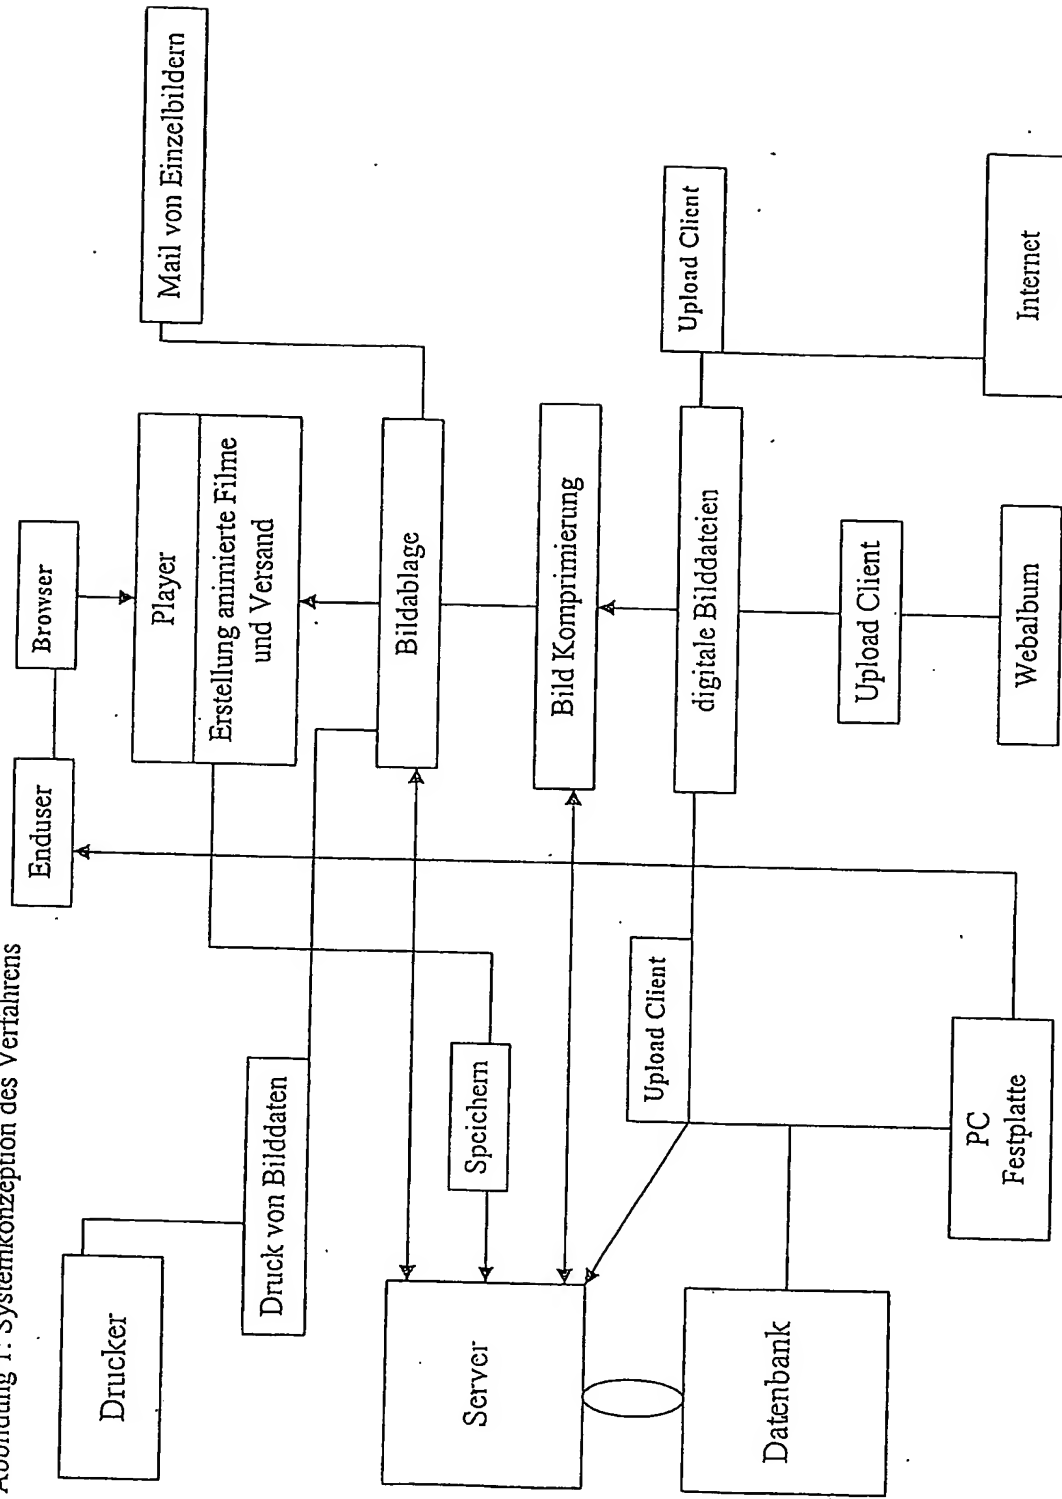 Abbildung 1: Systemkonzeption des Verfahrens
Drucker
Enduser
Browser
Mail von Einzelbildern
Player
Erstellung animierte Filme
und Versand
Druck von Bilddaten
Bildablage
Server
Speichern
Bild Komprimierung
Upload Client
digitale Bilddateien
Upload Client
Datenbank
Upload Client
PC
Festplatte
Webalbum
Internet